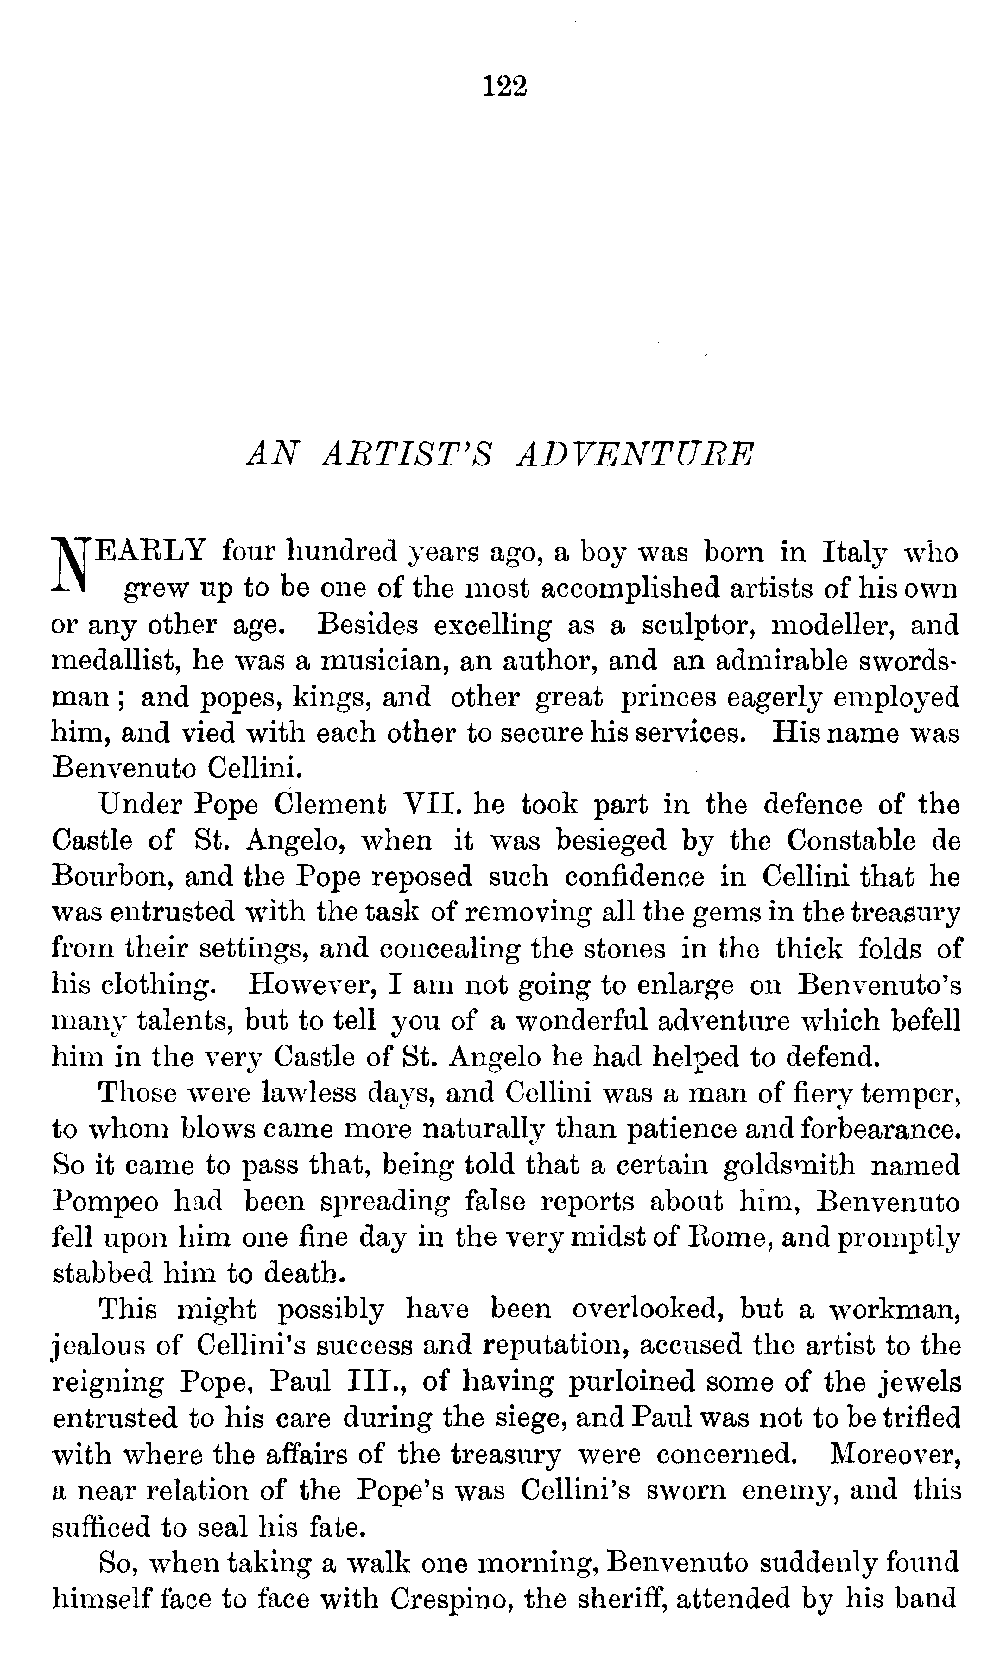 122
AN ARTIST'S ADVENTURE
NEARLY four hundred years ago, a boy was born in Italy who
grew up to be one of the most accomplished artists of his own
or any other age. Besides excelling as a sculptor, modeller, and
medallist, he was a musician, an author, and an admirable swords-
man ; and popes, kings, and other great princes eagerly employed
him, and vied with each other to secure his services. His name was
Benvenuto Cellini.
Under Pope Clement VII. he took part in the defence of the
Castle of St. Angelo, when it was besieged by the Constable de
Bourbon, and the Pope reposed such confidence in Cellini that he
was entrusted with the task of removing all the gems in the treasury
from their settings, and concealing the stones in the thick folds of
his clothing. However, I am not going to enlarge on Benvenuto's
many talents, but to tell you of a wonderful adventure which befell
him in the very Castle of St. Angelo he had helped to defend.
Those were lawless days, and Cellini was a man of fiery temper,
to whom blows came more naturally than patience and forbearance.
So it came to pass that, being told that a certain goldsmith named
Pompeo had been spreading false reports about him, Benvenuto
fell upon him one fine day in the very midst of Rome, and promptly
stabbed him to death.
This might possibly have been overlooked, but a workman,
jealous of Cellini's success and reputation, accused the artist to the
reigning Pope, Paul III., of having purloined some of the jewels
entrusted to his care during the siege, and Paul was not to be trifled
with where the affairs of the treasury were concerned. Moreover,
a near relation of the Pope's was Cellini's sworn enemy, and this
sufficed to seal his fate.
So, when taking a walk one morning, Benvenuto suddenly found
himself face to face with Crespino, the sheriff, attended by his band